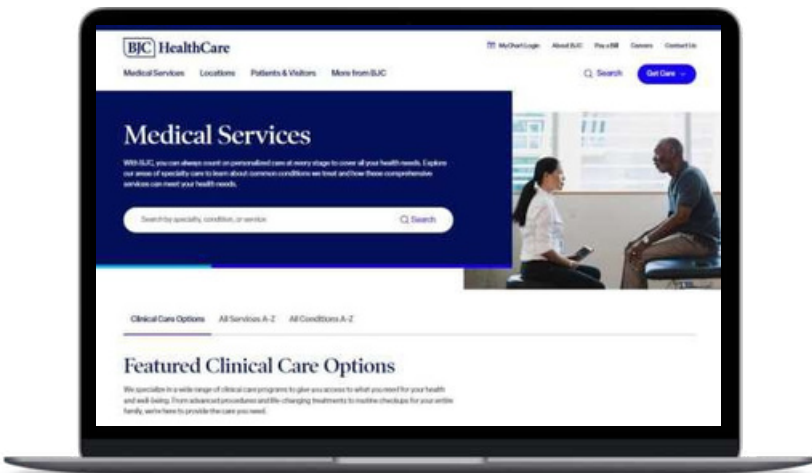 BJC HealthCare
MyChart Login About BJC Pay a Bill Careers Contact Us
Medical Services Locations Patients & Visitors More from BJC
Search Get Care
Medical Services
With BJC, you can always count on personalized care at every stage to cover all your health needs. Explore
our areas of specialty care to learn about common conditions we treat and how these comprehensive
services can meet your health needs.
Search by specialty, condition, or service
Search
Clinical Care Options All Services A-Z All Conditions A-Z
Featured Clinical Care Options
We specialize in a wide range of clinical care programs to give you access to what you need for your health
and well-being. From advanced procedures and life-changing treatments to routine checkups for your entire
family, we're here to provide the care you need.